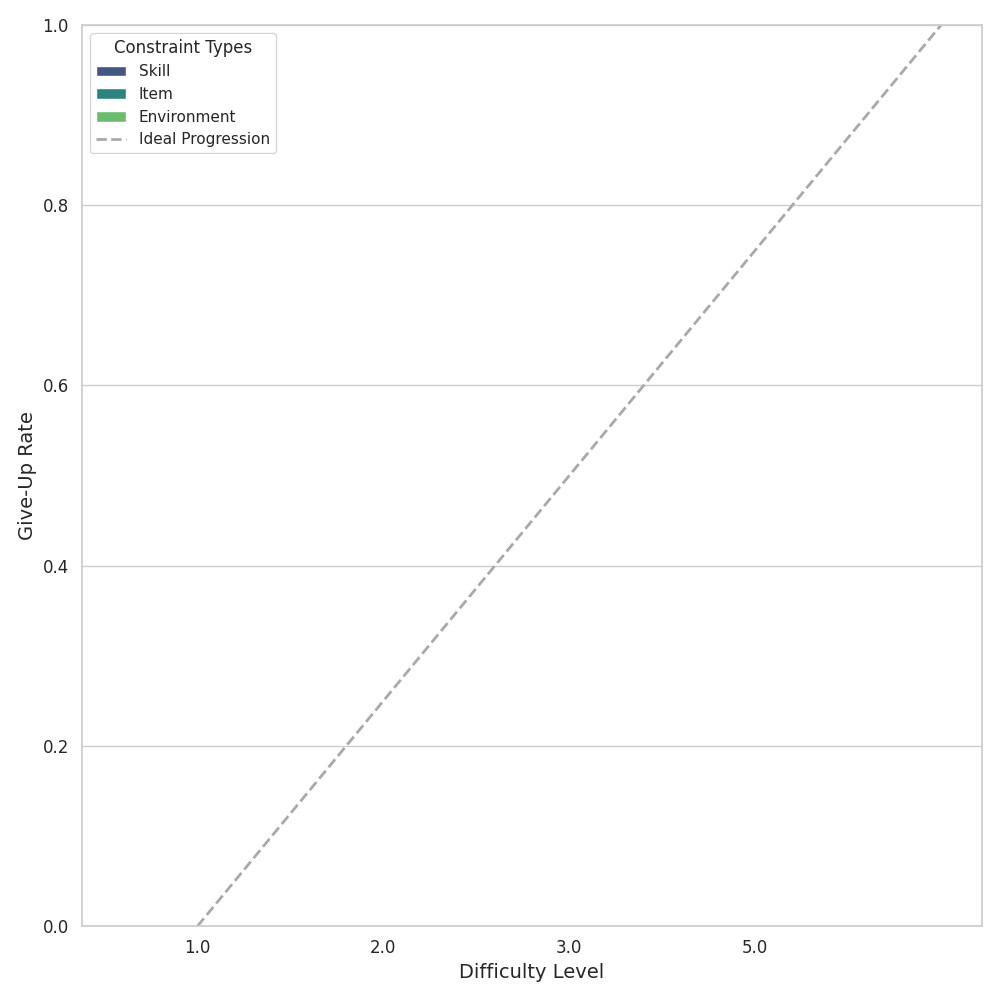 Constraint Types
Skill
Item
Environment
Ideal Progression
1.0
0.8
0.6
0.4
0.2
0.0
Give-Up Rate
1.0 2.0 3.0 5.0
Difficulty Level